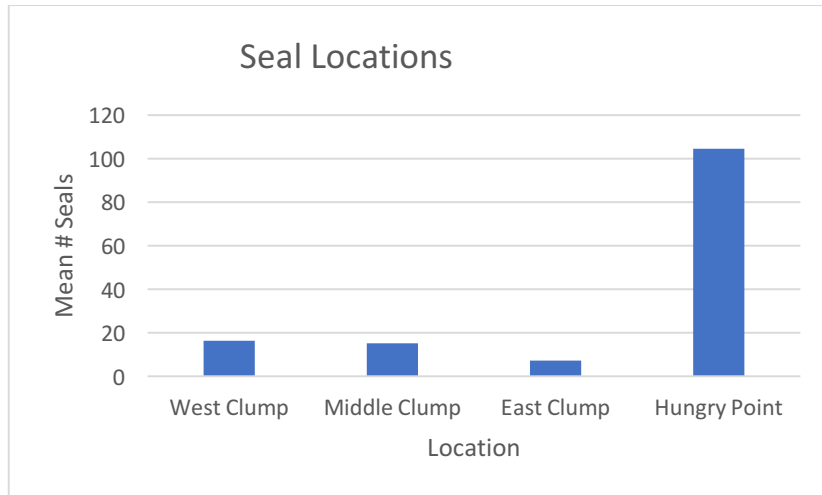 Seal Locations
120
100
80
60
40
20
0
Mean # Seals
West Clump Middle Clump East Clump Hungry Point
Location